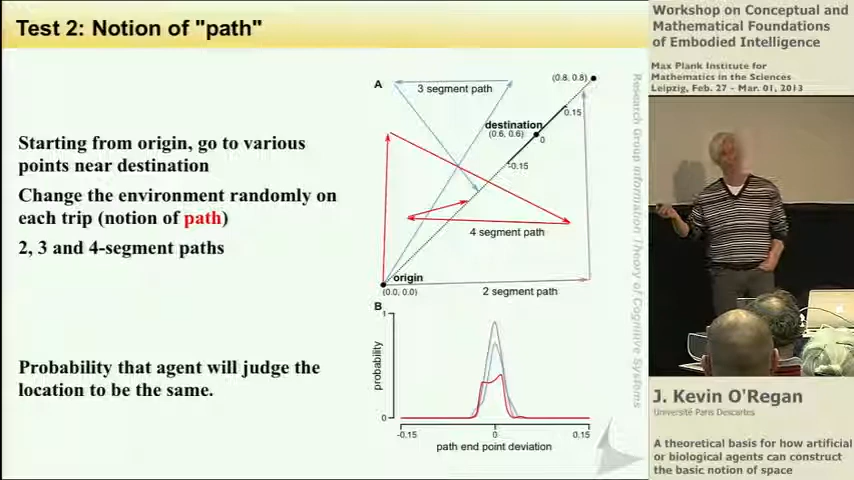 Test 2: Notion of "path"
Starting from origin, go to various
points near destination
Change the environment randomly on
each trip (notion of path)
2, 3 and 4-segment paths
Probability that agent will judge the
location to be the same.
A
3 segment path
(0.8, 0.8)
0.15
destination
(0.6, 0.6)
0
-0.15
4 segment path
origin
(0.0, 0.0)
2 segment path
B
1
probability
0
-0.15
0
0.15
path end point deviation
Research Group Information Theory of Cognitive Systems
Workshop on Conceptual and
Mathematical Foundations
of Embodied Intelligence
Max Plank Institute for
Mathematics in the Sciences
Leipzig, Feb. 27 - Mar. 01, 2013
J. Kevin O'Regan
Université Paris Descartes
A theoretical basis for how artificial
or biological agents can construct
the basic notion of space